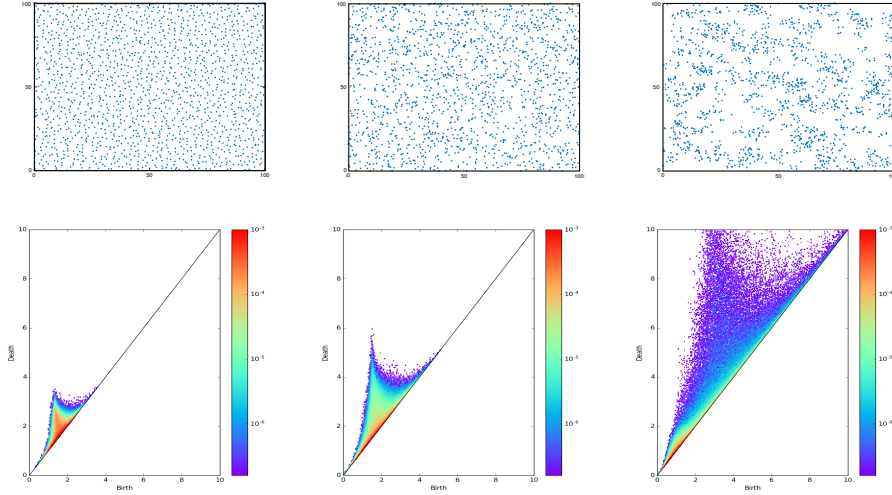 100 100 100
50 50 50
0 0 0
0 50 100 0 50 100 0 50
10 10⁻³ 10 10⁻³ 10 10⁻³
8 8 8
10⁻⁴ 10⁻⁴ 10⁻⁴
6 6 6
Death Death Death
10⁻⁵ 10⁻⁵ 10⁻⁵
4 4 4
10⁻⁶ 10⁻⁶ 10⁻⁶
2 2 2
0 0 0
0 2 4 6 8 10 0 2 4 6 8 10 0 2 4 6 8 10
Birth Birth Birth